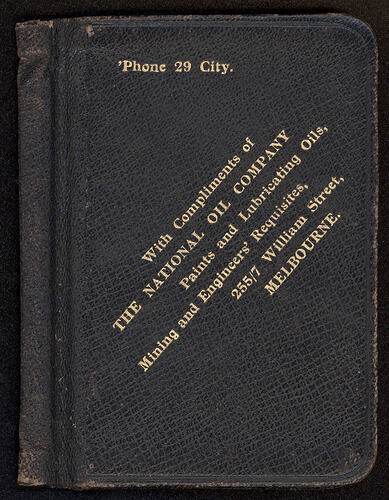 'Phone 29 City.
With Compliments of
THE NATIONAL OIL COMPANY
Paints and Lubricating Oils,
Mining and Engineers' Requisites,
255/7 William Street,
MELBOURNE.